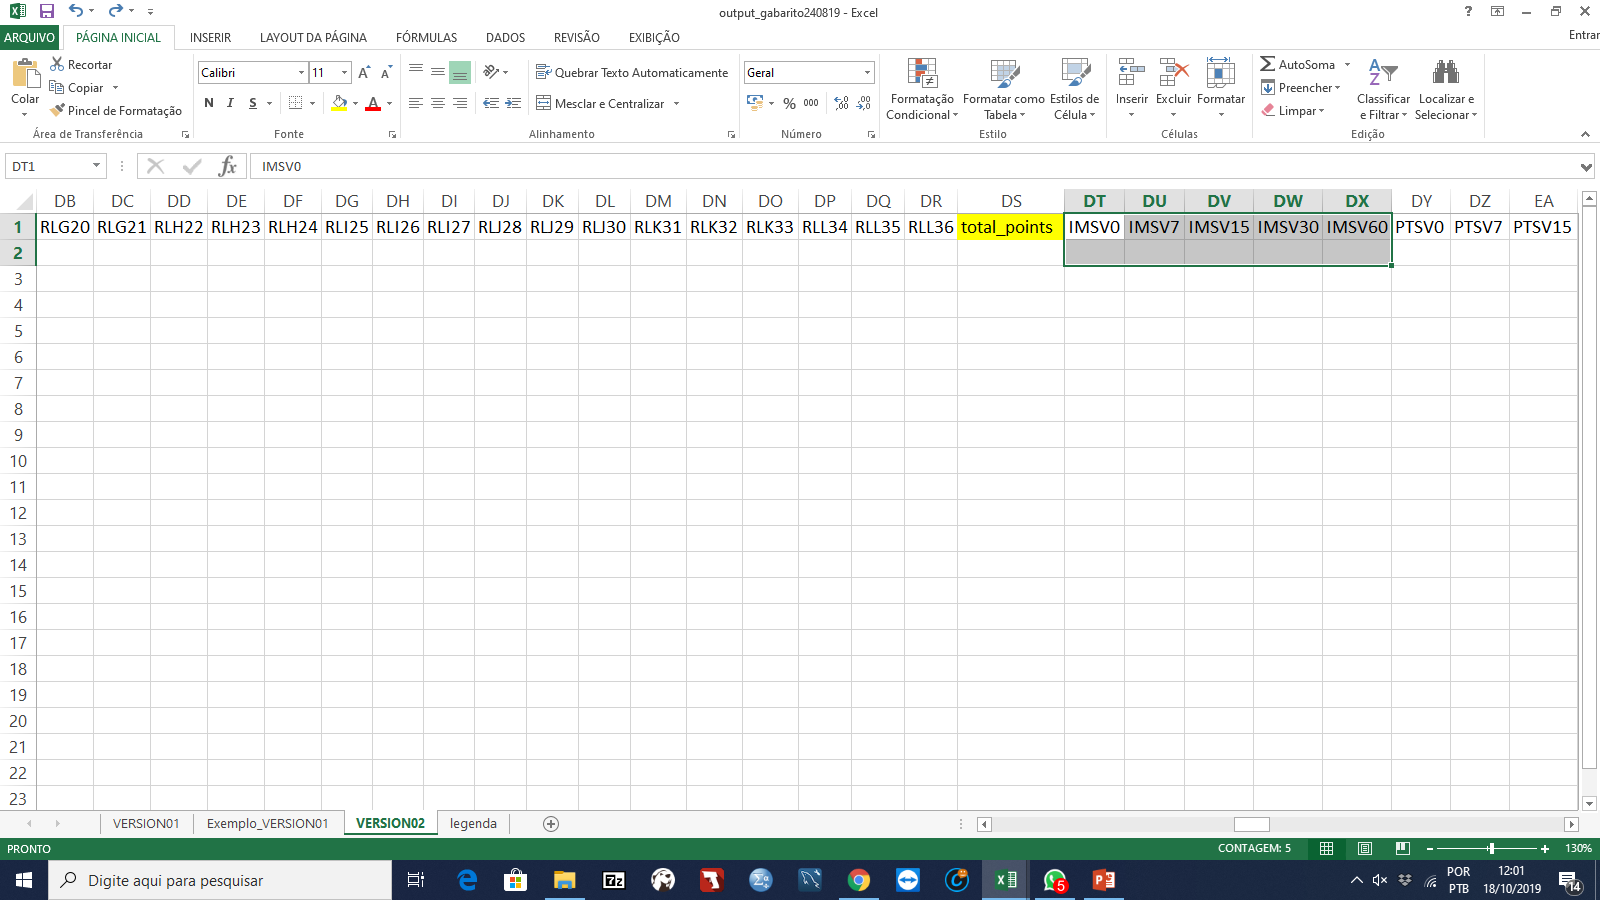 output_gabarito240819 - Excel
?
ARQUIVO PÁGINA INICIAL INSERIR LAYOUT DA PÁGINA FÓRMULAS DADOS REVISÃO EXIBIÇÃO Entrar
Colar
Recortar
Copiar
Pincel de Formatação
Área de Transferência
Calibri 11
N I S
Fonte
Quebrar Texto Automaticamente
Mesclar e Centralizar
Alinhamento
Geral
% 000
Número
Formatação Condicional
Formatar como Tabela
Estilos de Célula
Estilo
Inserir Excluir Formatar
Células
AutoSoma
Preencher
Limpar
Classificar e Filtrar
Localizar e Selecionar
Edição
DT1 fx IMSV0
DB DC DD DE DF DG DH DI DJ DK DL DM DN DO DP DQ DR DS DT DU DV DW DX DY DZ EA
1 RLG20 RLG21 RLH22 RLH23 RLH24 RLI25 RLI26 RLI27 RLJ28 RLJ29 RLJ30 RLK31 RLK32 RLK33 RLL34 RLL35 RLL36 total_points IMSV0 IMSV7 IMSV15 IMSV30 IMSV60 PTSV0 PTSV7 PTSV15
2
3
4
5
6
7
8
9
10
11
12
13
14
15
16
17
18
19
20
21
22
23
VERSION01 Exemplo_VERSION01 VERSION02 legenda
PRONTO CONTAGEM: 5 130%
Digite aqui para pesquisar
7z
5
POR
PTB
12:01
18/10/2019
14